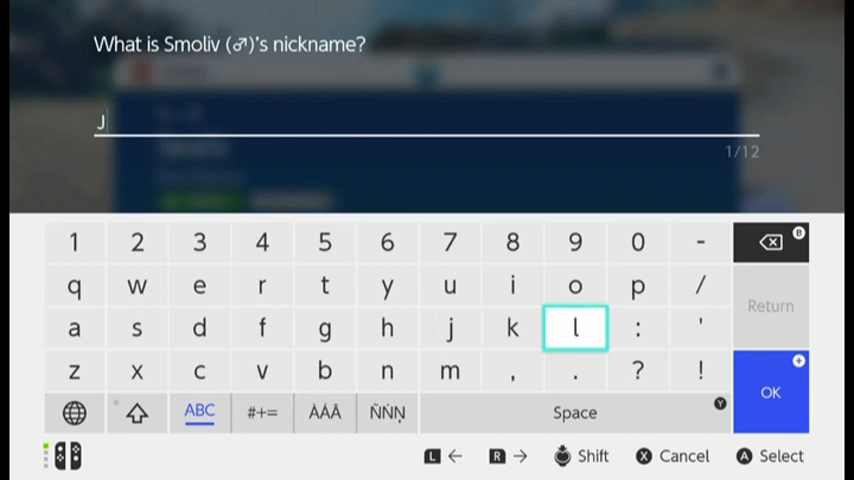 What is Smoliv (♂)'s nickname?
J
1/12
1 2 3 4 5 6 7 8 9 0 -
B
q w e r t y u i o p /
Return
a s d f g h j k l : '
z x c v b n m , . ? !
+
OK
ABC #+= ÀÁÂ ÑŃŅ Space Y
L ← R → Shift X Cancel A Select